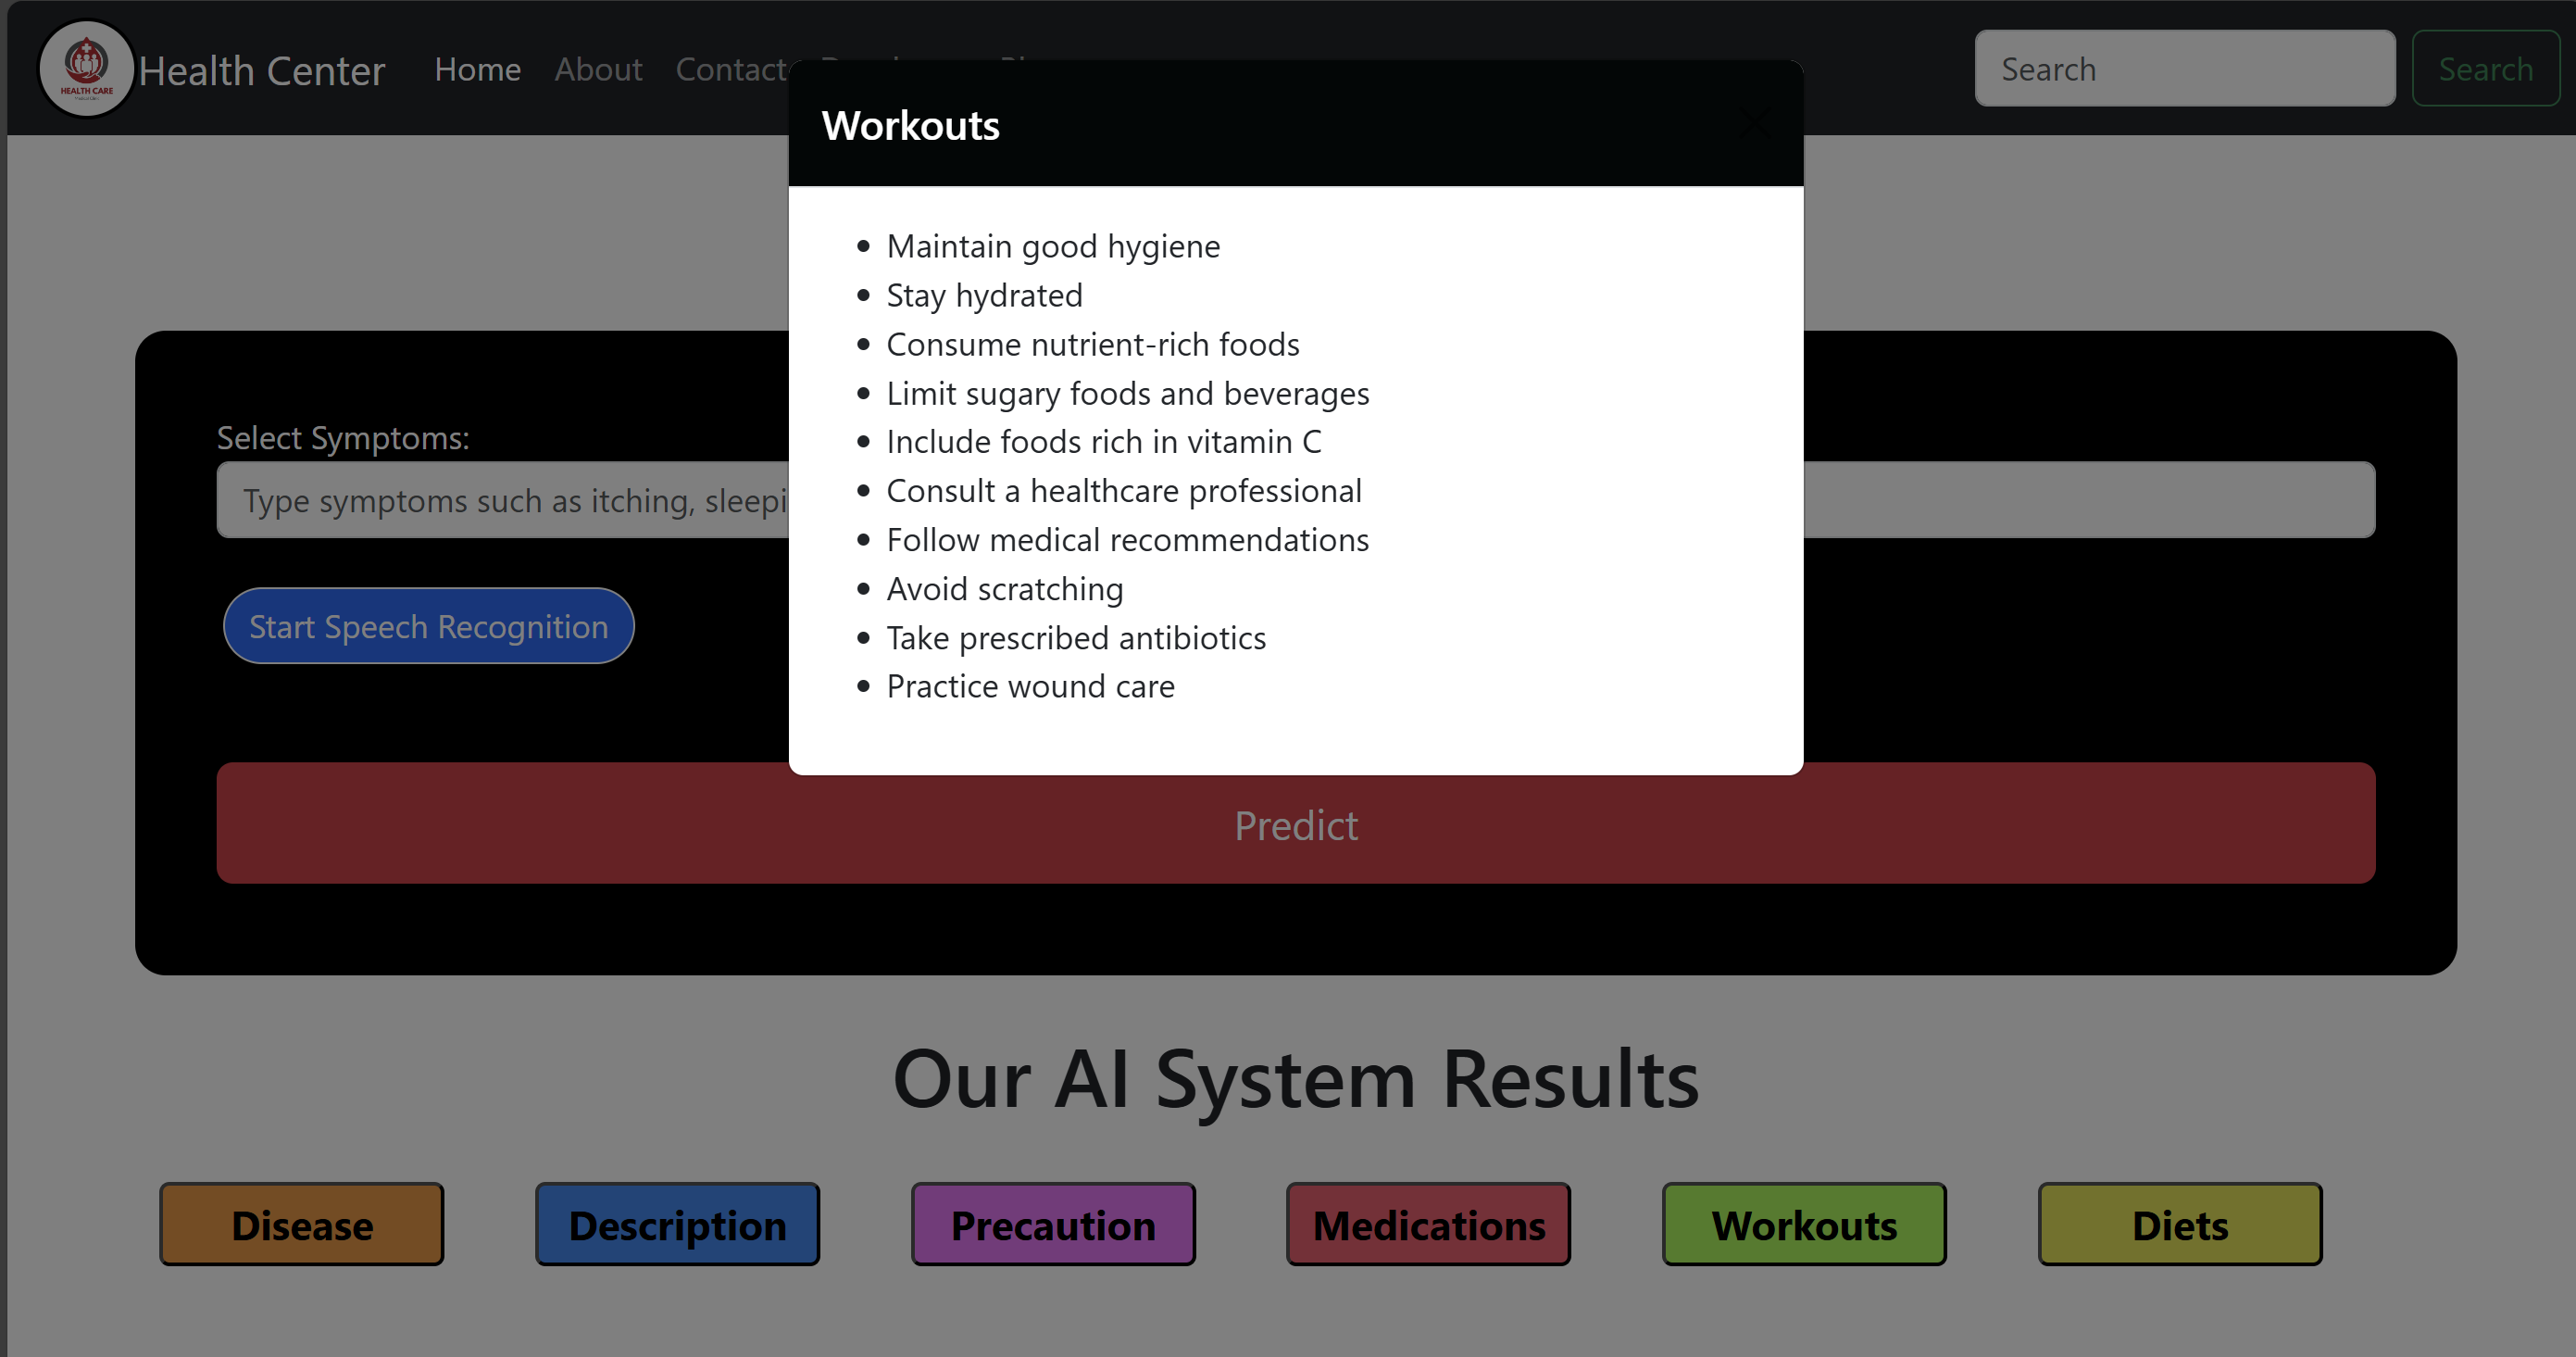 HEALTH CARE
Health Center
Home
About
Contact
Search
Search
Workouts
Maintain good hygiene
Stay hydrated
Consume nutrient-rich foods
Limit sugary foods and beverages
Include foods rich in vitamin C
Consult a healthcare professional
Follow medical recommendations
Avoid scratching
Take prescribed antibiotics
Practice wound care
Select Symptoms:
Type symptoms such as itching,
Start Speech Recognition
Predict
Our AI System Results
Disease
Description
Precaution
Medications
Workouts
Diets